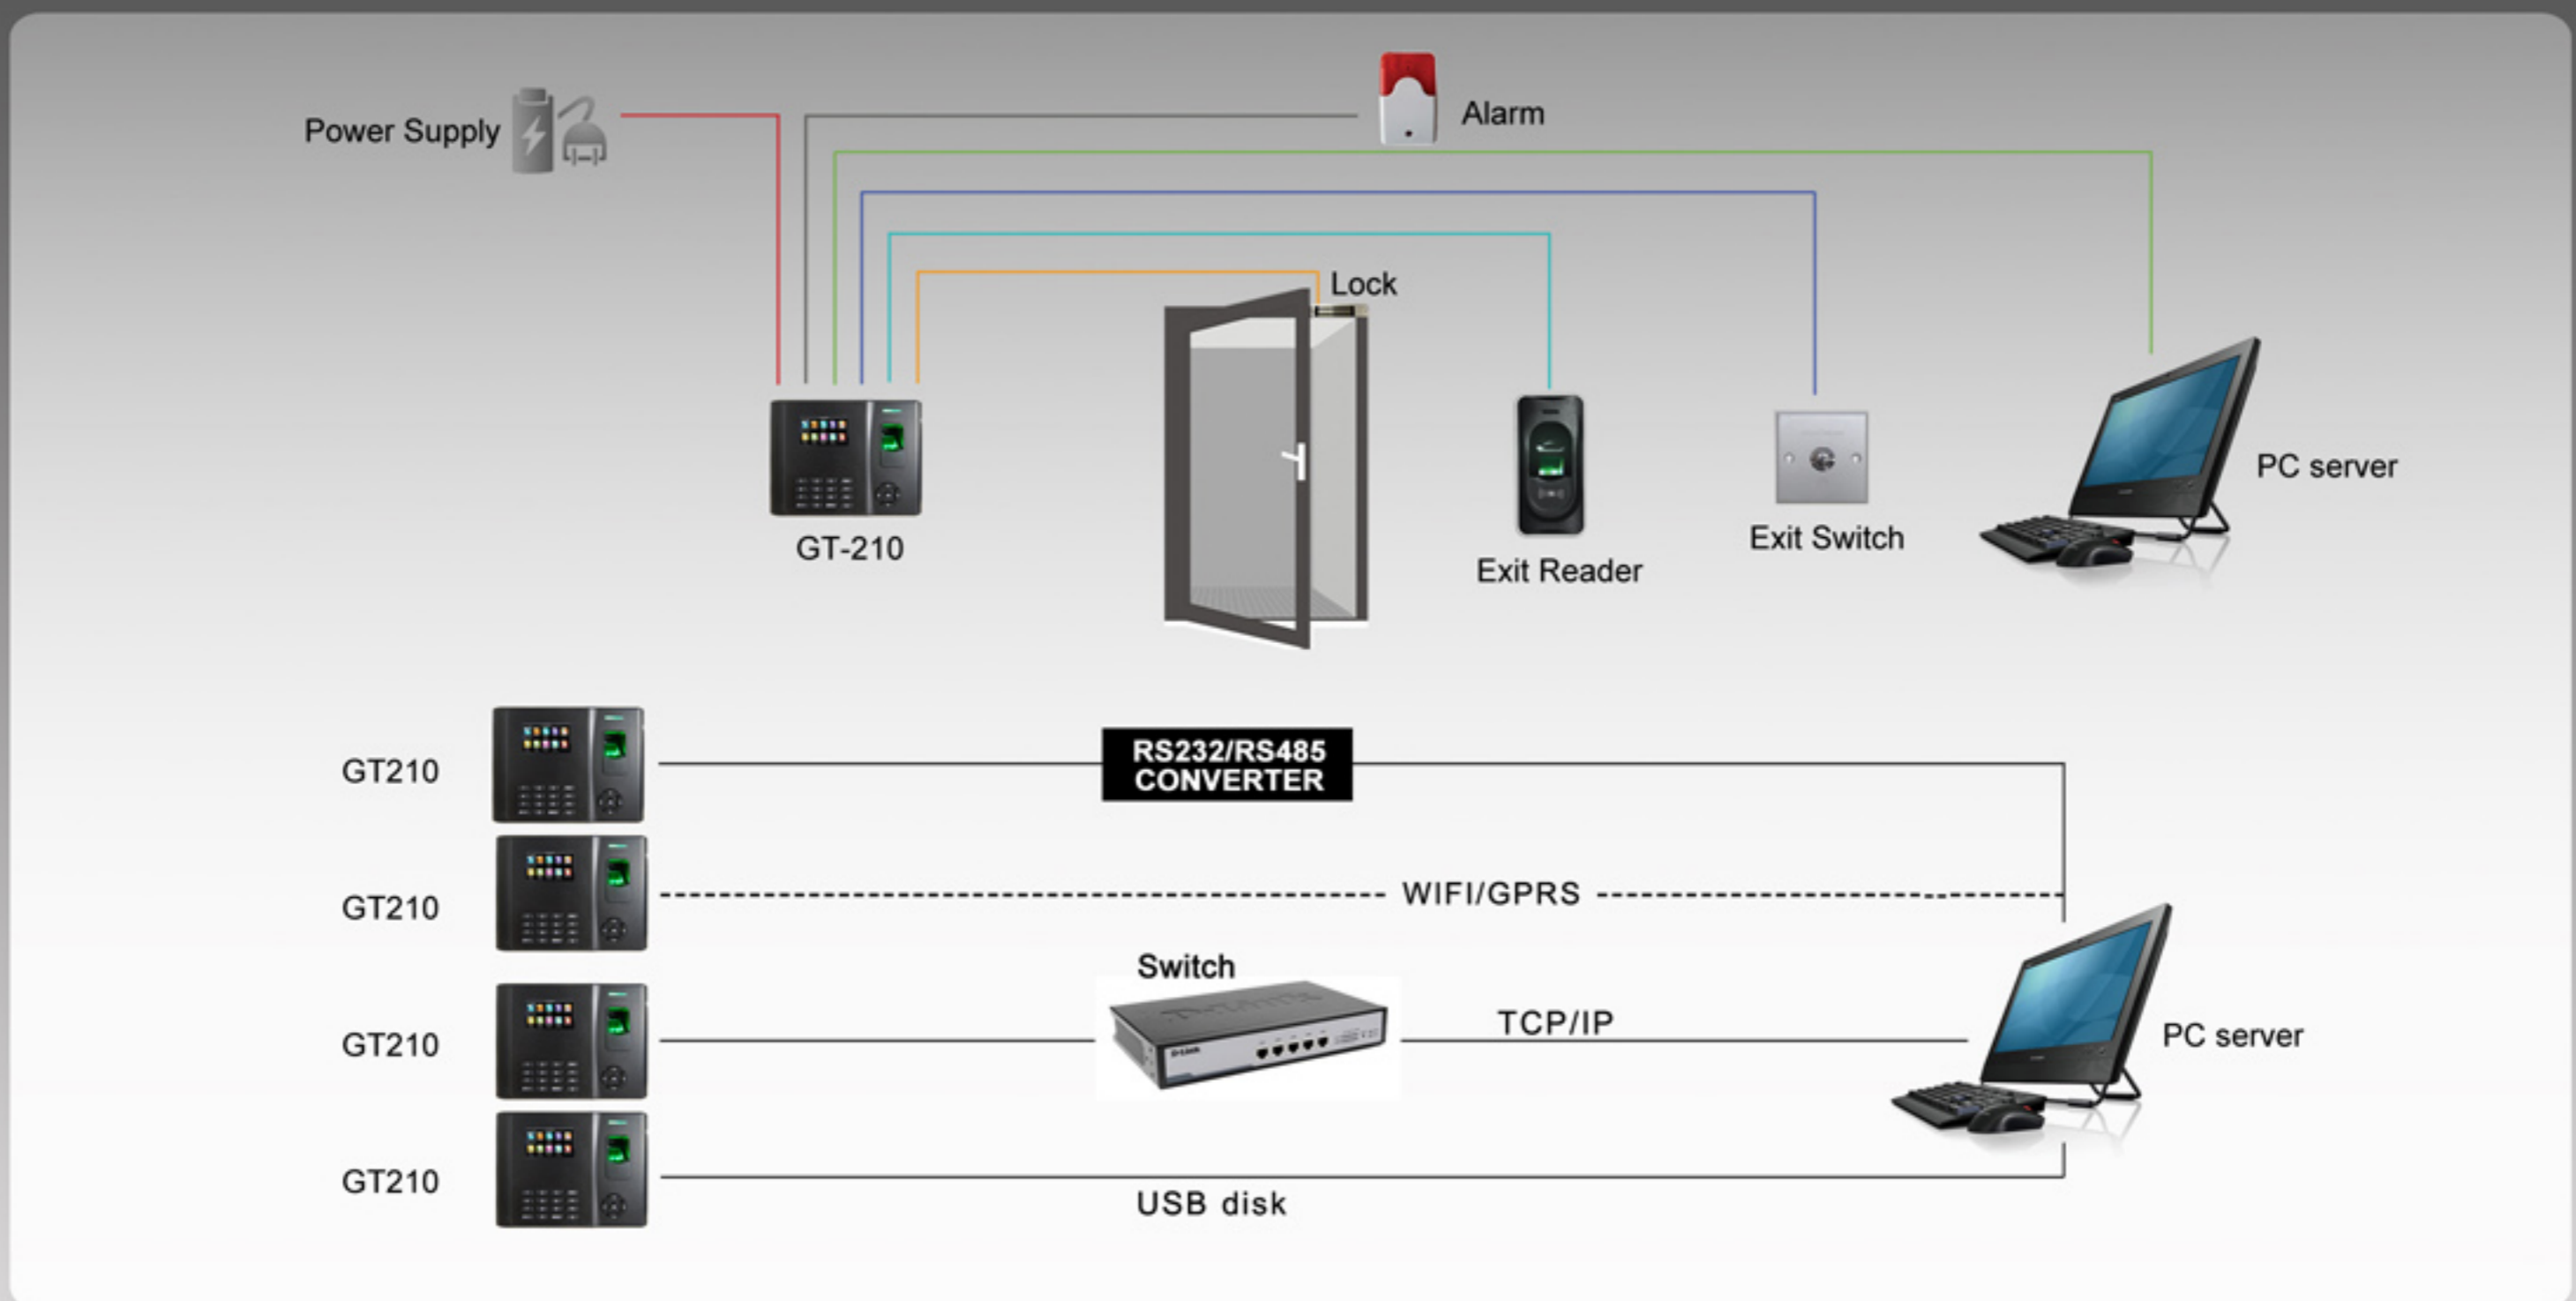 Power Supply
Alarm
Lock
GT-210
Exit Reader
Exit Switch
PC server
GT210
RS232/RS485
CONVERTER
GT210
WIFI/GPRS
Switch
GT210
D-Link
TCP/IP
PC server
GT210
USB disk